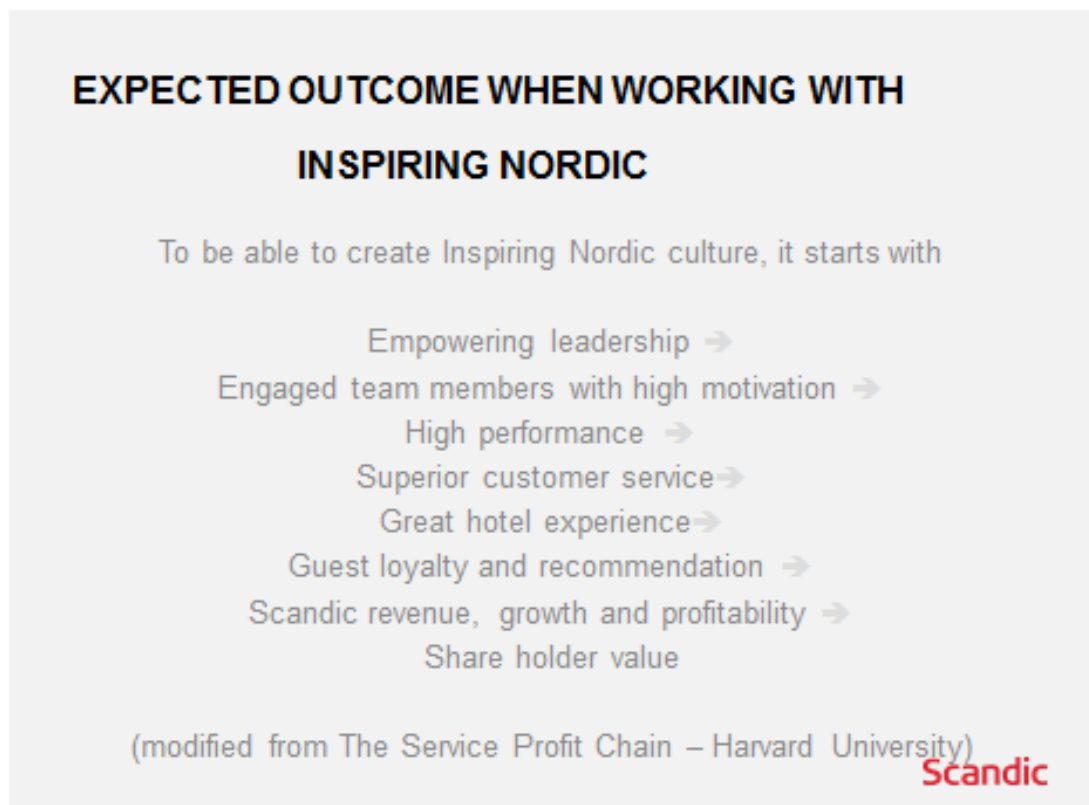 EXPECTED OUTCOME WHEN WORKING WITH
INSPIRING NORDIC
To be able to create Inspiring Nordic culture, it starts with
Empowering leadership ➔
Engaged team members with high motivation ➔
High performance ➔
Superior customer service➔
Great hotel experience➔
Guest loyalty and recommendation ➔
Scandic revenue, growth and profitability ➔
Share holder value
(modified from The Service Profit Chain – Harvard University)
Scandic